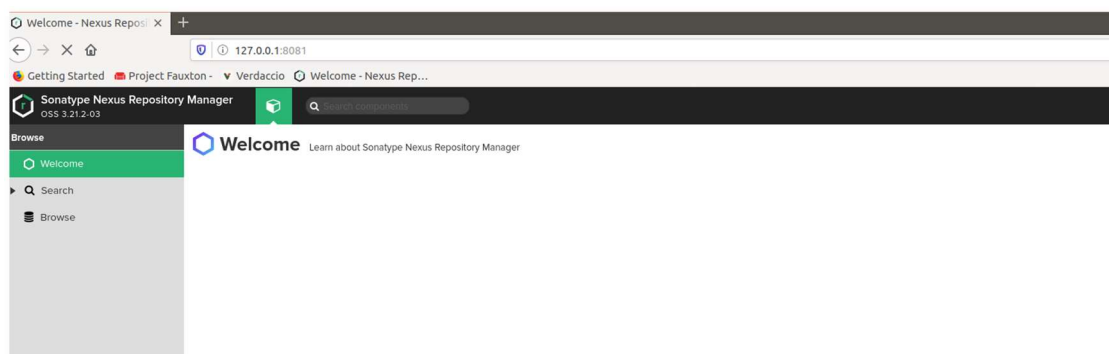 Welcome - Nexus Reposi
127.0.0.1:8081
Getting Started Project Fauxton - Verdaccio Welcome - Nexus Rep...
Sonatype Nexus Repository Manager
OSS 3.21.2-03
Search components
Browse
Welcome Learn about Sonatype Nexus Repository Manager
Welcome
Search
Browse